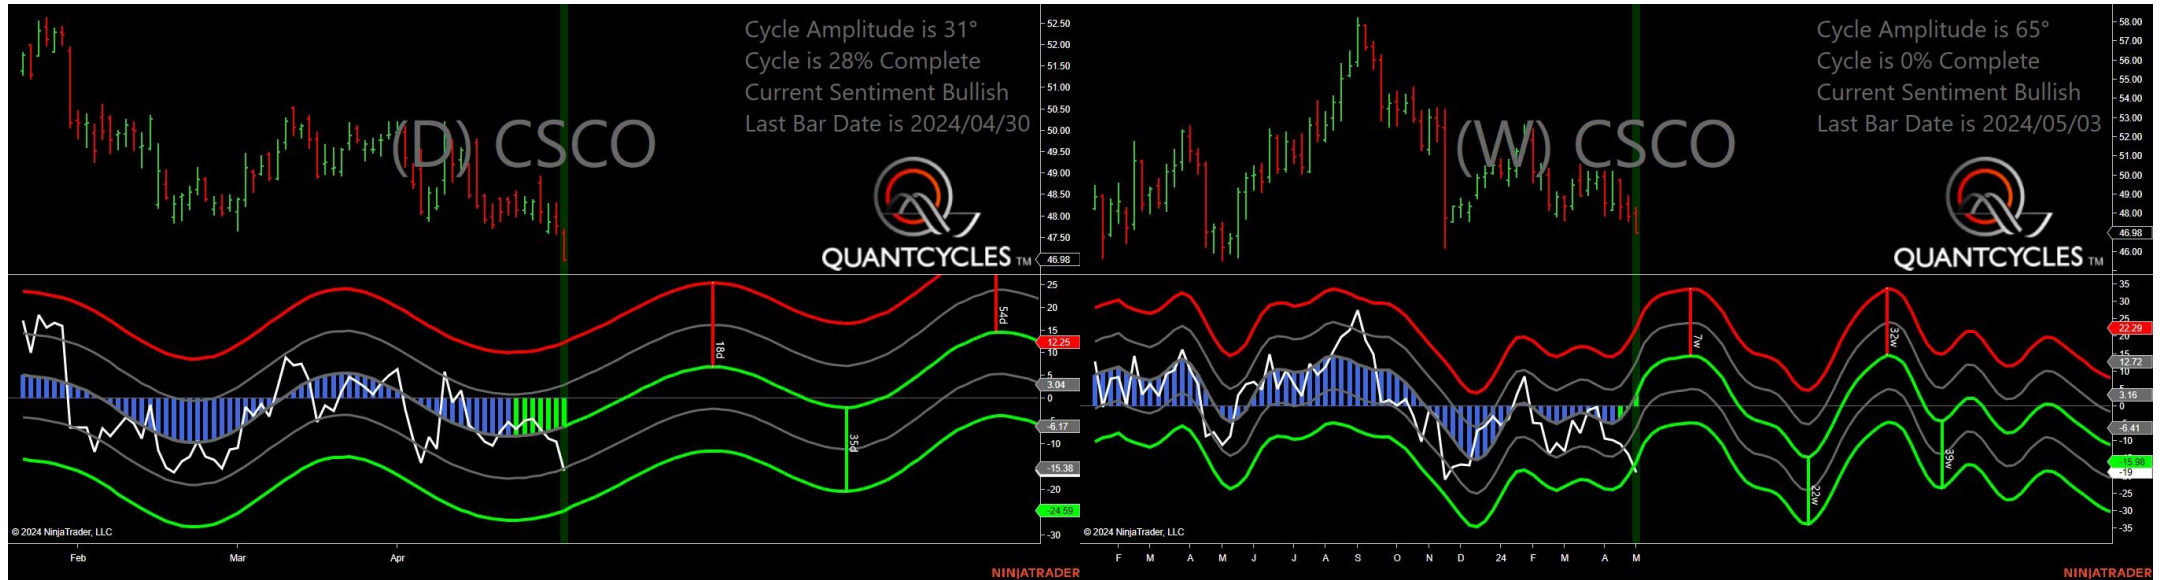 Cycle Amplitude is 31°
Cycle is 28% Complete
Current Sentiment Bullish
Last Bar Date is 2024/04/30
(D) CSCO
QUANTCYCLES TM
52.50
52.00
51.50
51.00
50.50
50.00
49.50
49.00
48.50
48.00
47.50
46.98
25
20
15
12.25
10
3.04
0
-6.17
-10
-15.38
-20
-24.59
-30
18d
35d
54d
© 2024 NinjaTrader, LLC
Feb Mar Apr
NINJATRADER
Cycle Amplitude is 65°
Cycle is 0% Complete
Current Sentiment Bullish
Last Bar Date is 2024/05/03
(W) CSCO
QUANTCYCLES TM
58.00
57.00
56.00
55.00
54.00
53.00
52.00
51.00
50.00
49.00
48.00
46.98
46.00
35
30
25
22.29
20
15
12.72
3.16
0
-6.41
-10
-15.98
-19
-25
-30
-35
7w
22w
32w
39w
© 2024 NinjaTrader, LLC
F M A M J J A S O N D 24 F M A M
NINJATRADER